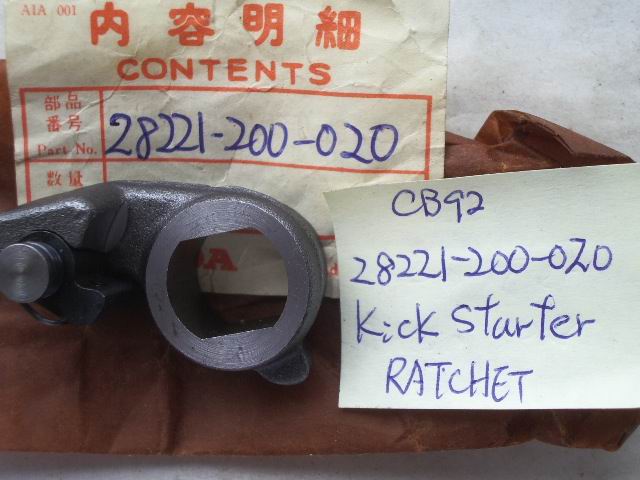 A1A 001
内容明細
CONTENTS
部品
番号
Part No.
28221-200-020
数量
DA
CB92
28221-200-020
Kick Starter
RATCHET